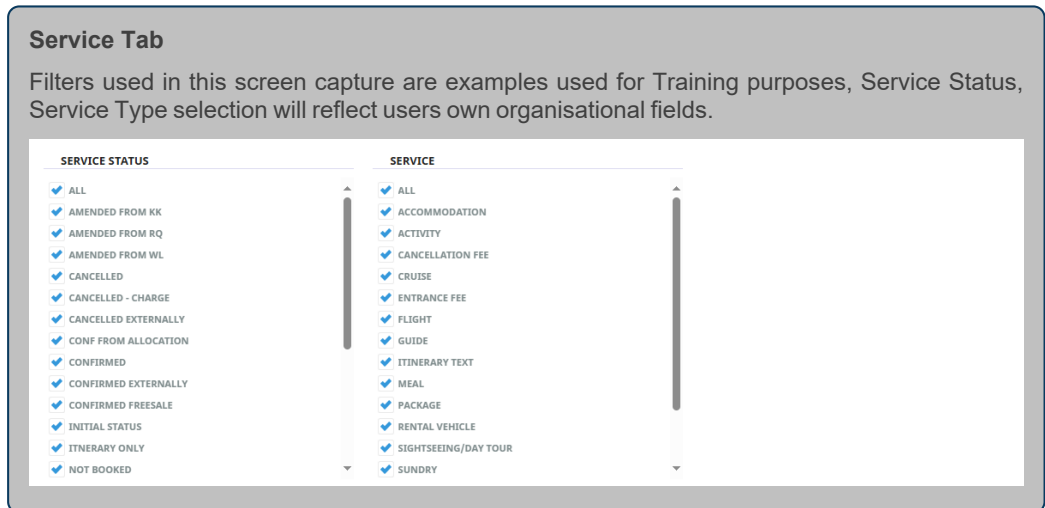 Service Tab
Filters used in this screen capture are examples used for Training purposes, Service Status,
Service Type selection will reflect users own organisational fields.
SERVICE STATUS
ALL
AMENDED FROM KK
AMENDED FROM RQ
AMENDED FROM WL
CANCELLED
CANCELLED - CHARGE
CANCELLED EXTERNALLY
CONF FROM ALLOCATION
CONFIRMED
CONFIRMED EXTERNALLY
CONFIRMED FREESALE
INITIAL STATUS
ITNERARY ONLY
NOT BOOKED
SERVICE
ALL
ACCOMMODATION
ACTIVITY
CANCELLATION FEE
CRUISE
ENTRANCE FEE
FLIGHT
GUIDE
ITINERARY TEXT
MEAL
PACKAGE
RENTAL VEHICLE
SIGHTSEEING/DAY TOUR
SUNDRY